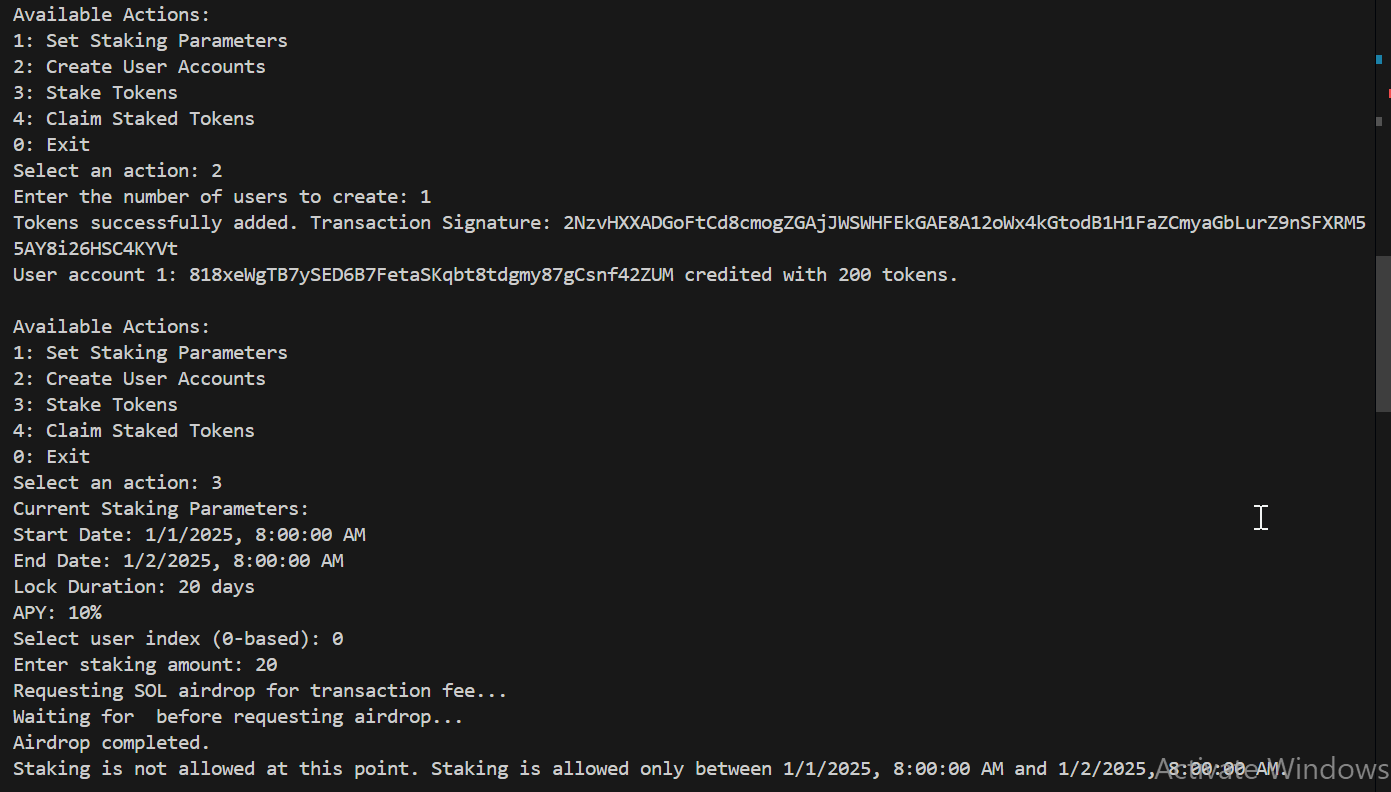 Available Actions:
1: Set Staking Parameters
2: Create User Accounts
3: Stake Tokens
4: Claim Staked Tokens
0: Exit
Select an action: 2
Enter the number of users to create: 1
Tokens successfully added. Transaction Signature: 2NzvHXXADGoFtCd8cmogZGAjJWSWHFEkGAE8A12oWx4kGtodB1H1FaZCmyaGbLurZ9nSFXRM5
5AY8i26HSC4KYVt
User account 1: 818xeWgTB7ySED6B7FetaSKqbt8tdgmy87gCsnf42ZUM credited with 200 tokens.
Available Actions:
1: Set Staking Parameters
2: Create User Accounts
3: Stake Tokens
4: Claim Staked Tokens
0: Exit
Select an action: 3
Current Staking Parameters:
Start Date: 1/1/2025, 8:00:00 AM
End Date: 1/2/2025, 8:00:00 AM
Lock Duration: 20 days
APY: 10%
Select user index (0-based): 0
Enter staking amount: 20
Requesting SOL airdrop for transaction fee...
Waiting for  before requesting airdrop...
Airdrop completed.
Staking is not allowed at this point. Staking is allowed only between 1/1/2025, 8:00:00 AM and 1/2/2025, 8:00:00 AM.
Activate Windows